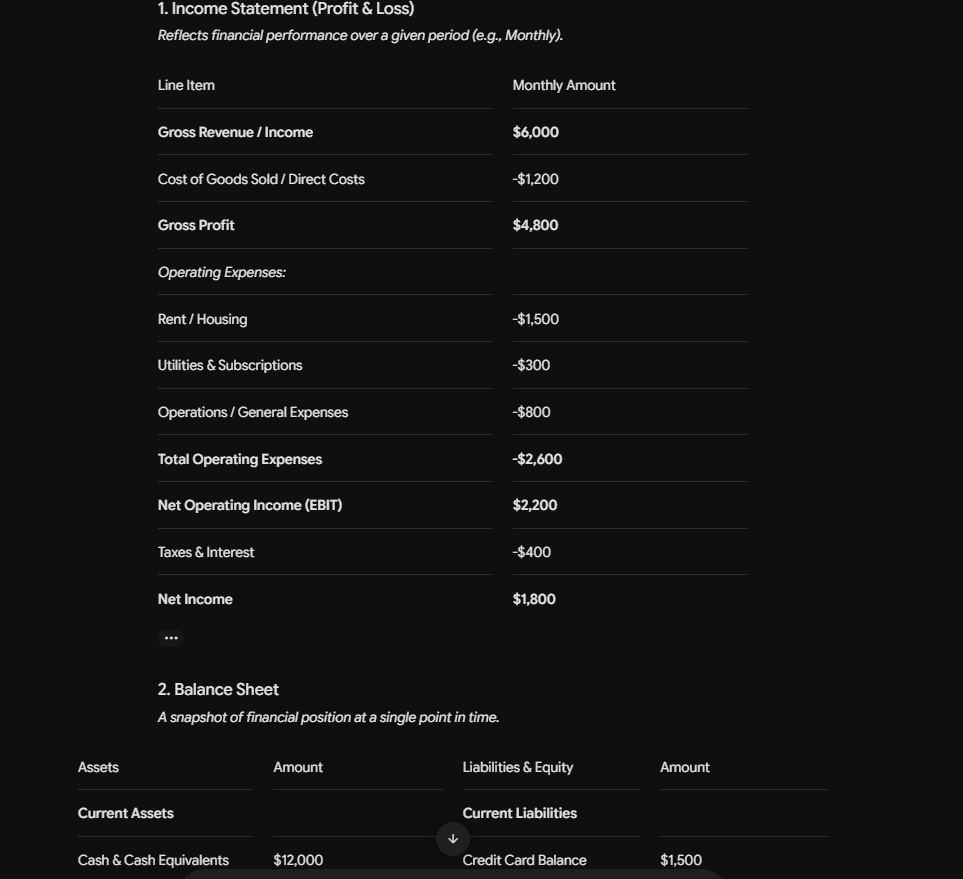 1. Income Statement (Profit & Loss)
Reflects financial performance over a given period (e.g., Monthly).
Line Item Monthly Amount
Gross Revenue / Income $6,000
Cost of Goods Sold / Direct Costs -$1,200
Gross Profit $4,800
Operating Expenses:
Rent / Housing -$1,500
Utilities & Subscriptions -$300
Operations / General Expenses -$800
Total Operating Expenses -$2,600
Net Operating Income (EBIT) $2,200
Taxes & Interest -$400
Net Income $1,800
2. Balance Sheet
A snapshot of financial position at a single point in time.
Assets Amount Liabilities & Equity Amount
Current Assets Current Liabilities
Cash & Cash Equivalents $12,000 Credit Card Balance $1,500